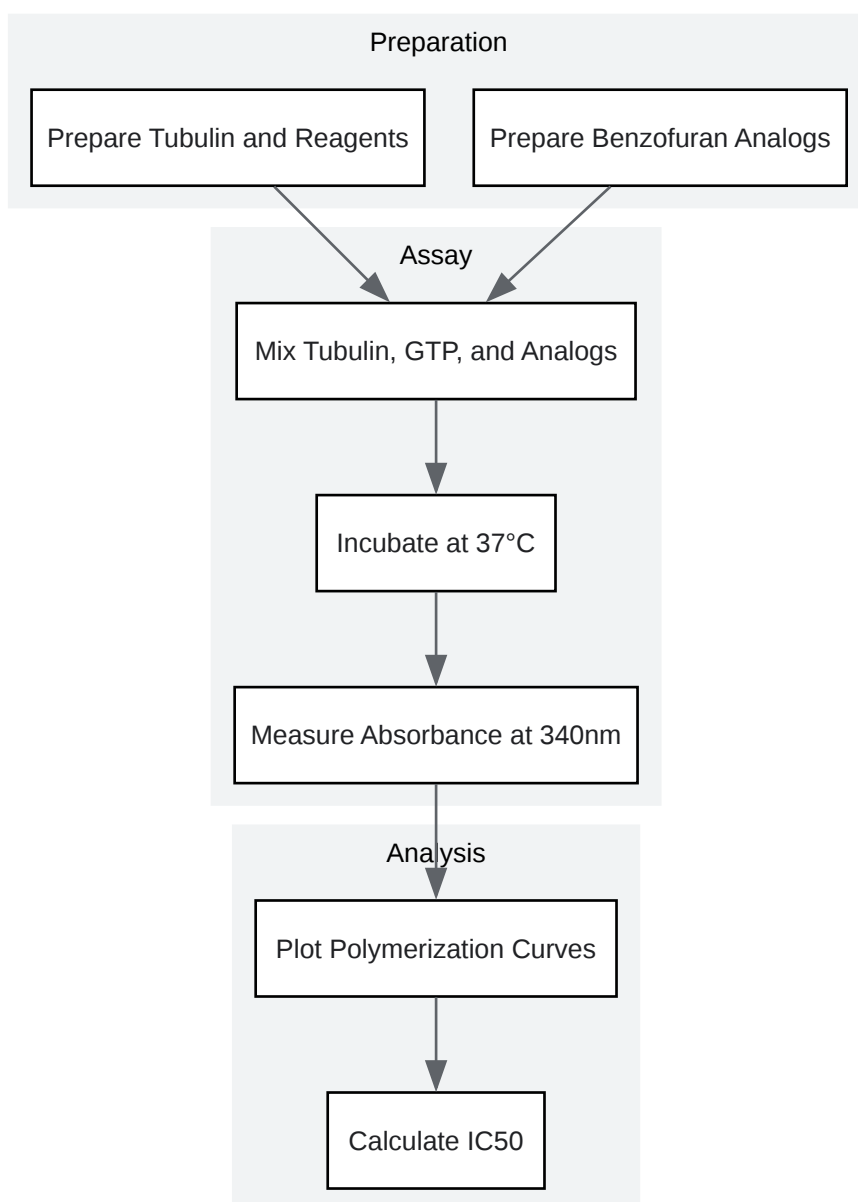 Preparation
Prepare Tubulin and Reagents
Prepare Benzofuran Analogs
Assay
Mix Tubulin, GTP, and Analogs
Incubate at 37°C
Measure Absorbance at 340nm
Analysis
Plot Polymerization Curves
Calculate IC50